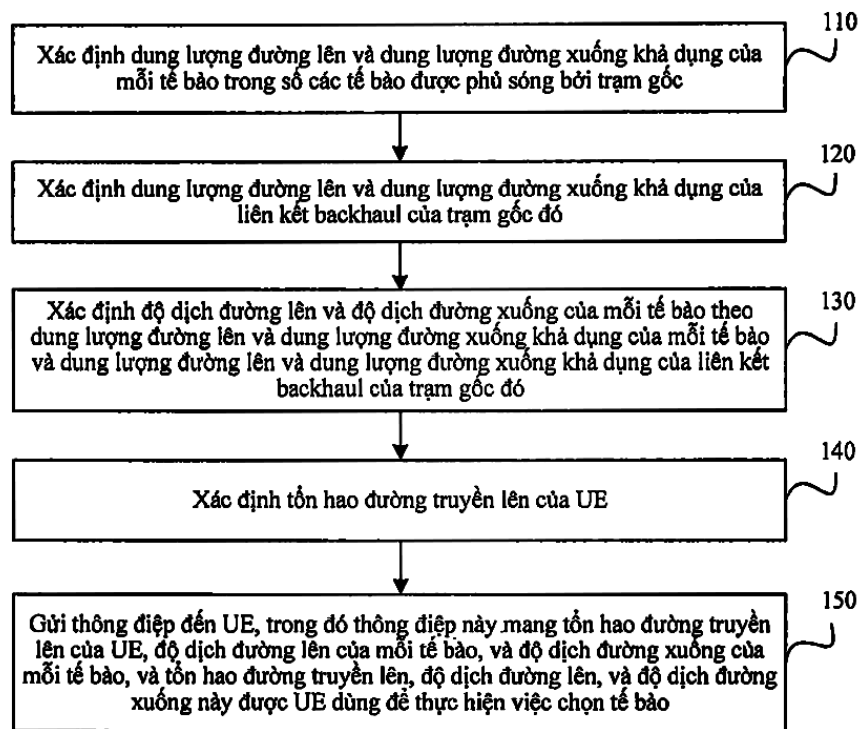 110
Xác định dung lượng đường lên và dung lượng đường xuống khả dụng của
mỗi tế bào trong số các tế bào được phủ sóng bởi trạm gốc
120
Xác định dung lượng đường lên và dung lượng đường xuống khả dụng của
liên kết backhaul của trạm gốc đó
130
Xác định độ dịch đường lên và độ dịch đường xuống của mỗi tế bào theo
dung lượng đường lên và dung lượng đường xuống khả dụng của mỗi tế bào
và dung lượng đường lên và dung lượng đường xuống khả dụng của liên kết
backhaul của trạm gốc đó
140
Xác định tổn hao đường truyền lên của UE
150
Gửi thông điệp đến UE, trong đó thông điệp này mang tổn hao đường truyền
lên của UE, độ dịch đường lên của mỗi tế bào, và độ dịch đường xuống của
mỗi tế bào, và tổn hao đường truyền lên, độ dịch đường lên, và độ dịch đường
xuống này được UE dùng để thực hiện việc chọn tế bào